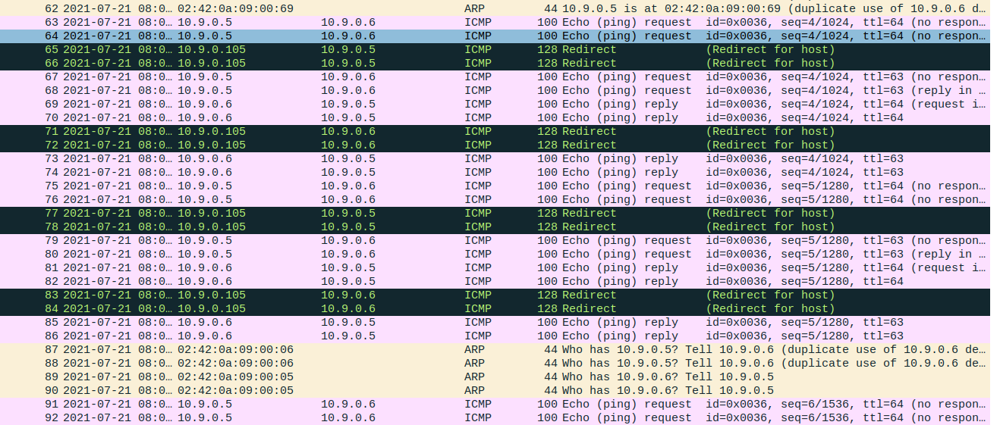 62 2021-07-21 08:0… 02:42:0a:09:00:69 ARP 44 10.9.0.5 is at 02:42:0a:09:00:69 (duplicate use of 10.9.0.6 d…
63 2021-07-21 08:0… 10.9.0.5 10.9.0.6 ICMP 100 Echo (ping) request id=0x0036, seq=4/1024, ttl=64 (no respon…
64 2021-07-21 08:0… 10.9.0.5 10.9.0.6 ICMP 100 Echo (ping) request id=0x0036, seq=4/1024, ttl=64 (no respon…
65 2021-07-21 08:0… 10.9.0.105 10.9.0.5 ICMP 128 Redirect (Redirect for host)
66 2021-07-21 08:0… 10.9.0.105 10.9.0.5 ICMP 128 Redirect (Redirect for host)
67 2021-07-21 08:0… 10.9.0.5 10.9.0.6 ICMP 100 Echo (ping) request id=0x0036, seq=4/1024, ttl=63 (no respon…
68 2021-07-21 08:0… 10.9.0.5 10.9.0.6 ICMP 100 Echo (ping) request id=0x0036, seq=4/1024, ttl=63 (reply in …
69 2021-07-21 08:0… 10.9.0.6 10.9.0.5 ICMP 100 Echo (ping) reply id=0x0036, seq=4/1024, ttl=64 (request i…
70 2021-07-21 08:0… 10.9.0.6 10.9.0.5 ICMP 100 Echo (ping) reply id=0x0036, seq=4/1024, ttl=64
71 2021-07-21 08:0… 10.9.0.105 10.9.0.6 ICMP 128 Redirect (Redirect for host)
72 2021-07-21 08:0… 10.9.0.105 10.9.0.6 ICMP 128 Redirect (Redirect for host)
73 2021-07-21 08:0… 10.9.0.6 10.9.0.5 ICMP 100 Echo (ping) reply id=0x0036, seq=4/1024, ttl=63
74 2021-07-21 08:0… 10.9.0.6 10.9.0.5 ICMP 100 Echo (ping) reply id=0x0036, seq=4/1024, ttl=63
75 2021-07-21 08:0… 10.9.0.5 10.9.0.6 ICMP 100 Echo (ping) request id=0x0036, seq=5/1280, ttl=64 (no respon…
76 2021-07-21 08:0… 10.9.0.5 10.9.0.6 ICMP 100 Echo (ping) request id=0x0036, seq=5/1280, ttl=64 (no respon…
77 2021-07-21 08:0… 10.9.0.105 10.9.0.5 ICMP 128 Redirect (Redirect for host)
78 2021-07-21 08:0… 10.9.0.105 10.9.0.5 ICMP 128 Redirect (Redirect for host)
79 2021-07-21 08:0… 10.9.0.5 10.9.0.6 ICMP 100 Echo (ping) request id=0x0036, seq=5/1280, ttl=63 (no respon…
80 2021-07-21 08:0… 10.9.0.5 10.9.0.6 ICMP 100 Echo (ping) request id=0x0036, seq=5/1280, ttl=63 (reply in …
81 2021-07-21 08:0… 10.9.0.6 10.9.0.5 ICMP 100 Echo (ping) reply id=0x0036, seq=5/1280, ttl=64 (request i…
82 2021-07-21 08:0… 10.9.0.6 10.9.0.5 ICMP 100 Echo (ping) reply id=0x0036, seq=5/1280, ttl=64
83 2021-07-21 08:0… 10.9.0.105 10.9.0.6 ICMP 128 Redirect (Redirect for host)
84 2021-07-21 08:0… 10.9.0.105 10.9.0.6 ICMP 128 Redirect (Redirect for host)
85 2021-07-21 08:0… 10.9.0.6 10.9.0.5 ICMP 100 Echo (ping) reply id=0x0036, seq=5/1280, ttl=63
86 2021-07-21 08:0… 10.9.0.6 10.9.0.5 ICMP 100 Echo (ping) reply id=0x0036, seq=5/1280, ttl=63
87 2021-07-21 08:0… 02:42:0a:09:00:06 ARP 44 Who has 10.9.0.5? Tell 10.9.0.6 (duplicate use of 10.9.0.6 de…
88 2021-07-21 08:0… 02:42:0a:09:00:06 ARP 44 Who has 10.9.0.5? Tell 10.9.0.6 (duplicate use of 10.9.0.6 de…
89 2021-07-21 08:0… 02:42:0a:09:00:05 ARP 44 Who has 10.9.0.6? Tell 10.9.0.5
90 2021-07-21 08:0… 02:42:0a:09:00:05 ARP 44 Who has 10.9.0.6? Tell 10.9.0.5
91 2021-07-21 08:0… 10.9.0.5 10.9.0.6 ICMP 100 Echo (ping) request id=0x0036, seq=6/1536, ttl=64 (no respon…
92 2021-07-21 08:0… 10.9.0.5 10.9.0.6 ICMP 100 Echo (ping) request id=0x0036, seq=6/1536, ttl=64 (no respon…